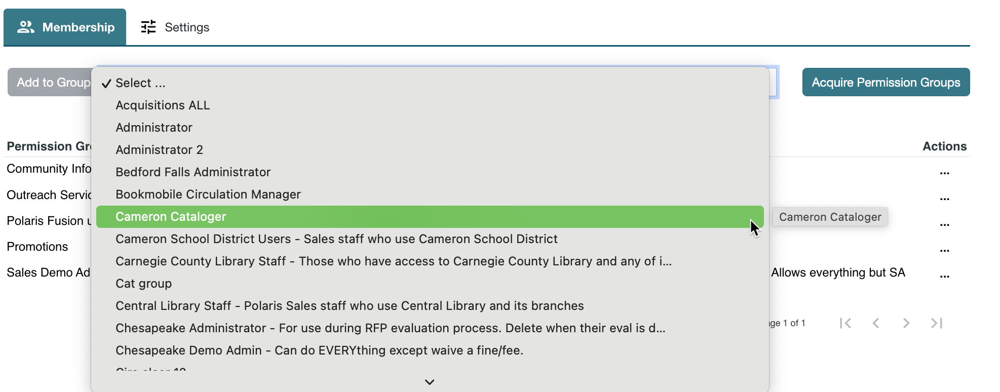 Membership
Settings
Add to Group
Select ...
Acquire Permission Groups
Acquisitions ALL
Administrator
Administrator 2
Permission
Actions
Bedford Falls Administrator
Community Info
Bookmobile Circulation Manager
Outreach
Cameron Cataloger
Cameron Cataloger
Polaris Fusion
Cameron School District Users - Sales staff who use Cameron School District
Promotions
Carnegie County Library Staff - Those who have access to Carnegie County Library and any of i...
Sales Demo
Allows everything but SA
Cat group
Central Library Staff - Polaris Sales staff who use Central Library and its branches
Chesapeake Administrator - For use during RFP evaluation process. Delete when their eval is d...
1 of 1
Chesapeake Demo Admin - Can do EVERYthing except waive a fine/fee.